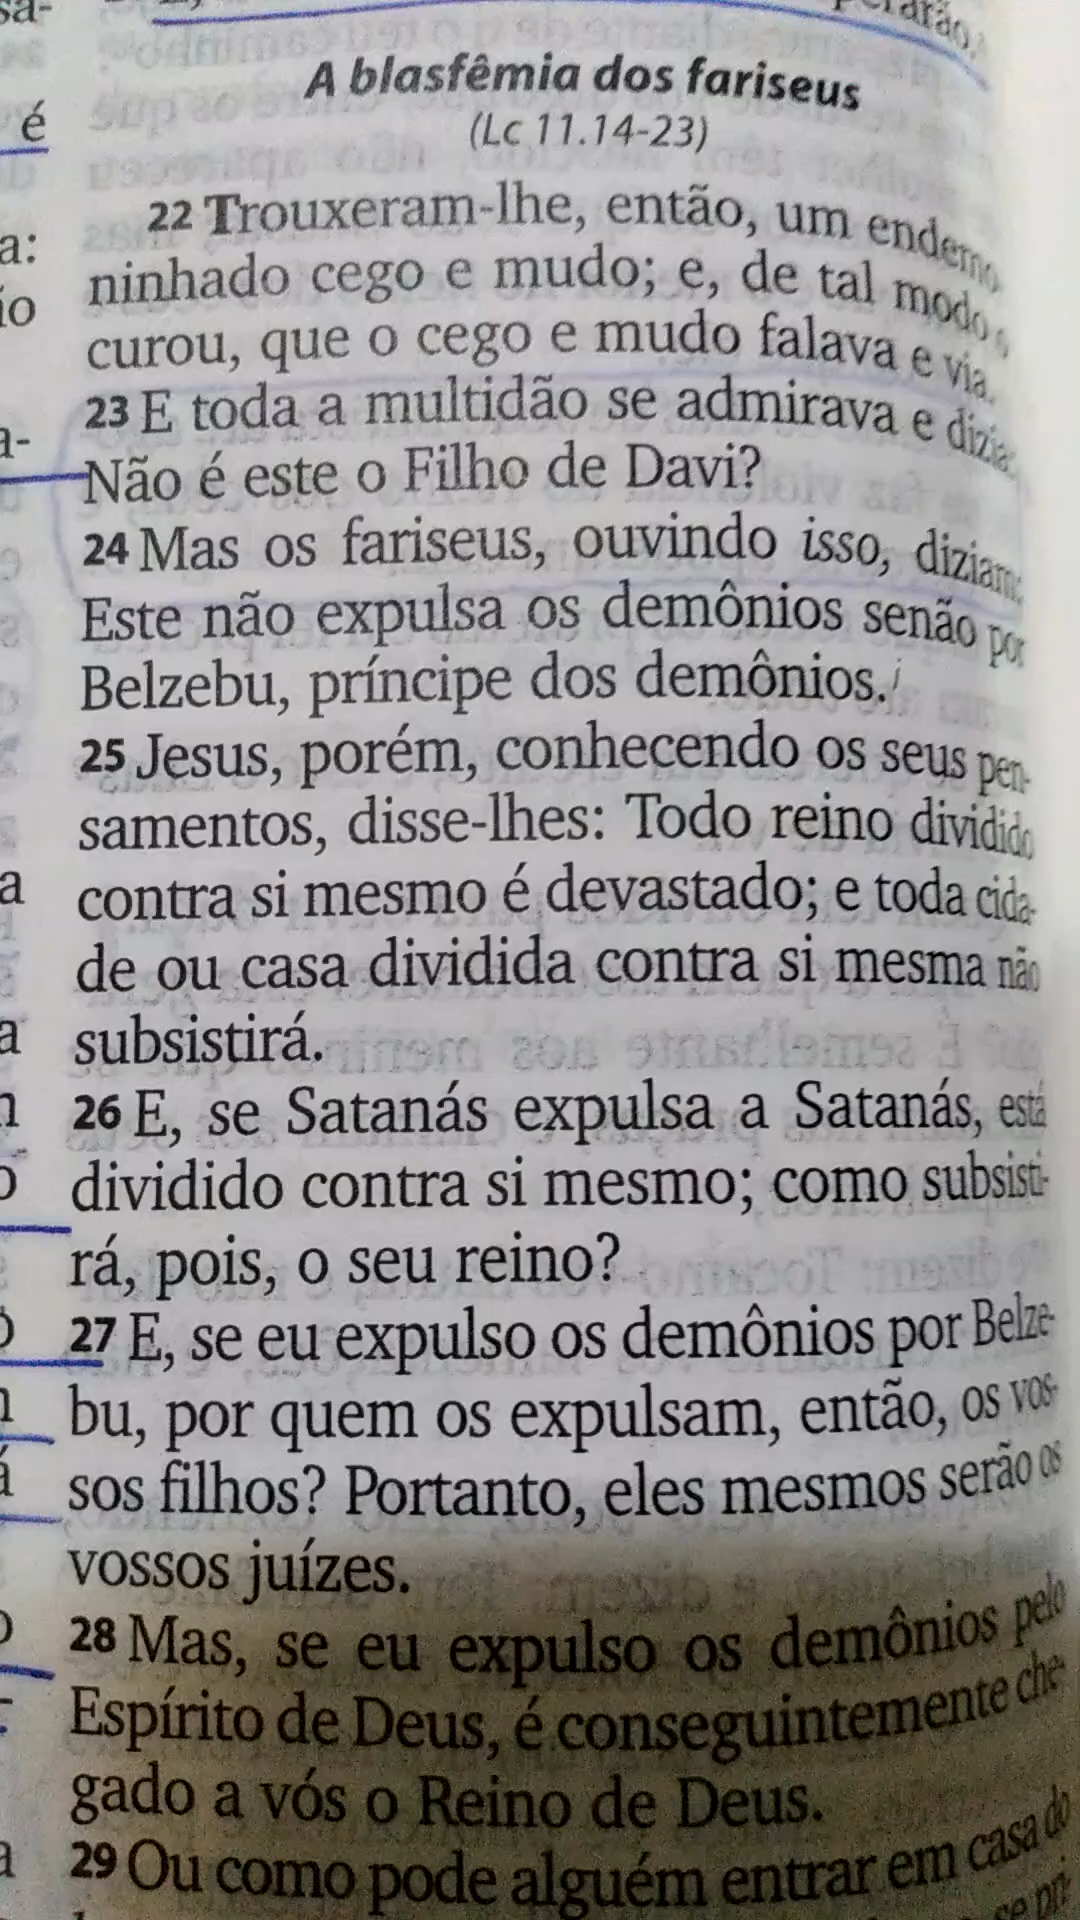 A blasfêmia dos fariseus
(Lc 11.14-23)
22 Trouxeram-lhe, então, um endemo-
ninhado cego e mudo; e, de tal modo o
curou, que o cego e mudo falava e via.
23 E toda a multidão se admirava e dizia:
Não é este o Filho de Davi?
24 Mas os fariseus, ouvindo isso, diziam:
Este não expulsa os demônios senão por
Belzebu, príncipe dos demônios.
25 Jesus, porém, conhecendo os seus pen-
samentos, disse-lhes: Todo reino dividido
contra si mesmo é devastado; e toda cida-
de ou casa dividida contra si mesma não
subsistirá.
26 E, se Satanás expulsa a Satanás, está
dividido contra si mesmo; como subsisti-
rá, pois, o seu reino?
27 E, se eu expulso os demônios por Belze-
bu, por quem os expulsam, então, os vos-
sos filhos? Portanto, eles mesmos serão os
vossos juízes.
28 Mas, se eu expulso os demônios pelo
Espírito de Deus, é conseguintemente che-
gado a vós o Reino de Deus.
29 Ou como pode alguém entrar em casa do